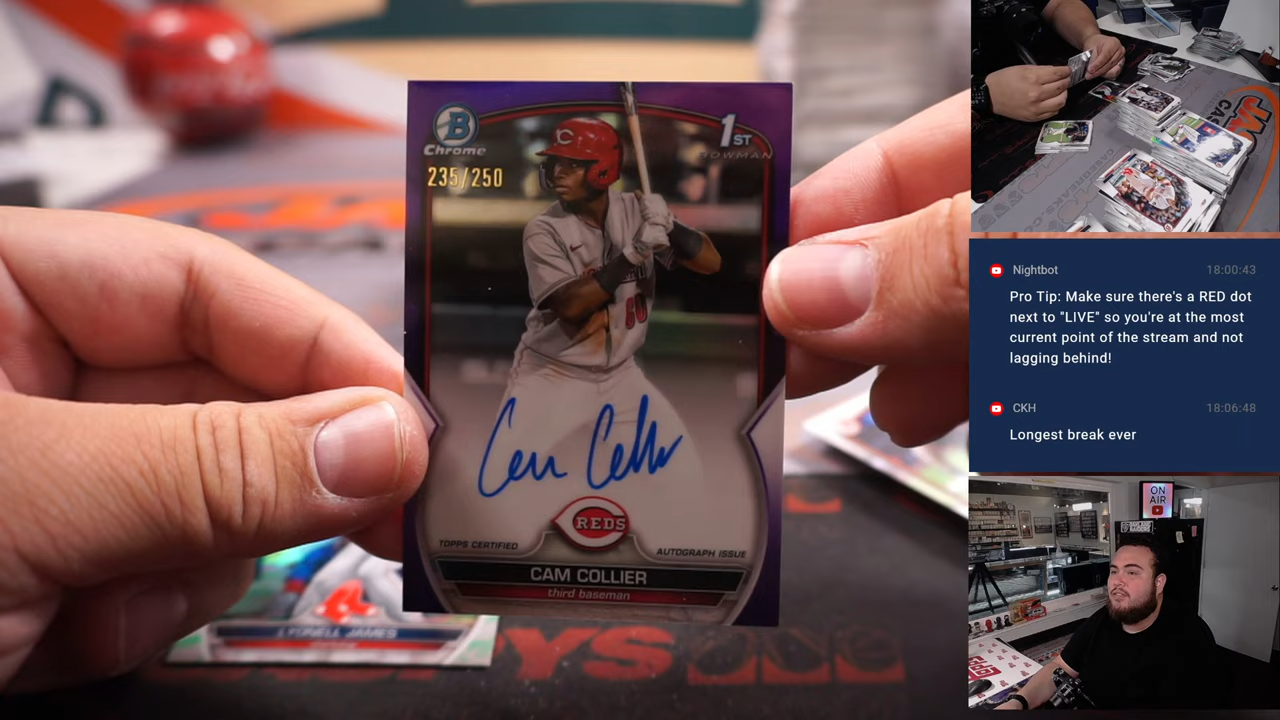 B
Chrome
1ST
BOWMAN
235/250
C
60
Cam Collier
REDS
TOPPS CERTIFIED
AUTOGRAPH ISSUE
CAM COLLIER
third baseman
JAMES
YS
Nightbot 18:00:43
Pro Tip: Make sure there's a RED dot
next to "LIVE" so you're at the most
current point of the stream and not
lagging behind!
CKH 18:06:48
Longest break ever
ON
AIR